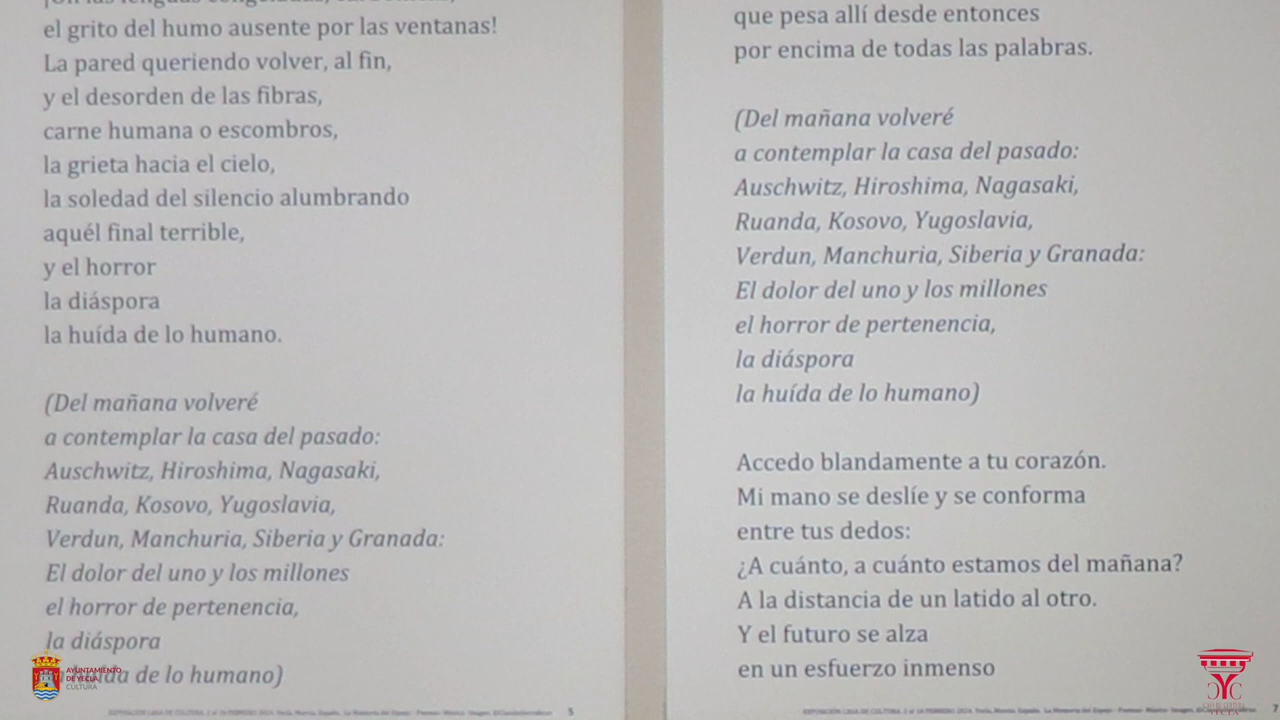 el grito del humo ausente por las ventanas!
La pared queriendo volver, al fin,
y el desorden de las fibras,
carne humana o escombros,
la grieta hacia el cielo,
la soledad del silencio alumbrando
aquél final terrible,
y el horror
la diáspora
la huída de lo humano.
(Del mañana volveré
a contemplar la casa del pasado:
Auschwitz, Hiroshima, Nagasaki,
Ruanda, Kosovo, Yugoslavia,
Verdun, Manchuria, Siberia y Granada:
El dolor del uno y los millones
el horror de pertenencia,
la diáspora
de lo humano)
5
que pesa allí desde entonces
por encima de todas las palabras.
(Del mañana volveré
a contemplar la casa del pasado:
Auschwitz, Hiroshima, Nagasaki,
Ruanda, Kosovo, Yugoslavia,
Verdun, Manchuria, Siberia y Granada:
El dolor del uno y los millones
el horror de pertenencia,
la diáspora
la huída de lo humano)
Accedo blandamente a tu corazón.
Mi mano se deslíe y se conforma
entre tus dedos:
¿A cuánto, a cuánto estamos del mañana?
A la distancia de un latido al otro.
Y el futuro se alza
en un esfuerzo inmenso
7
AYUNTAMIENTO
DE YECLA
CULTURA